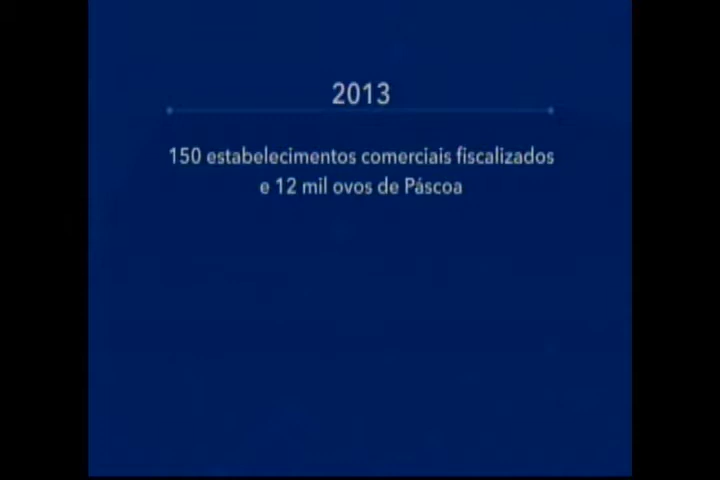 2013
150 estabelecimentos comerciais fiscalizados
e 12 mil ovos de Páscoa